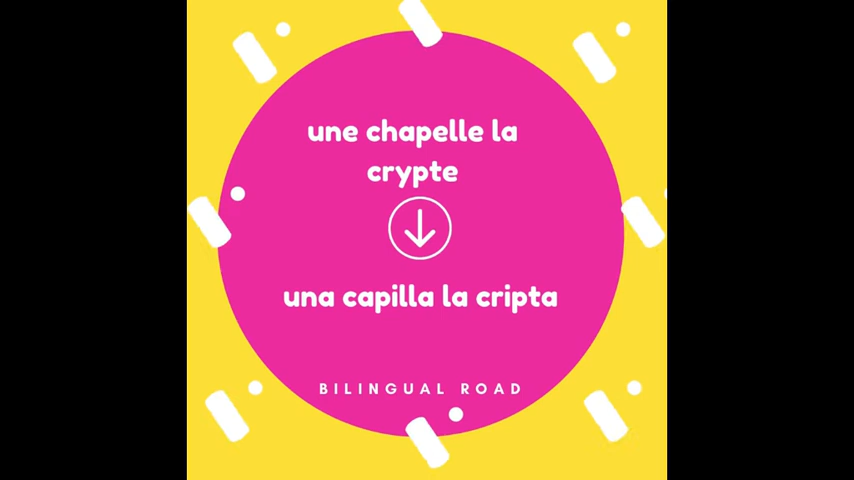 une chapelle la
crypte
una capilla la cripta
BILINGUAL ROAD